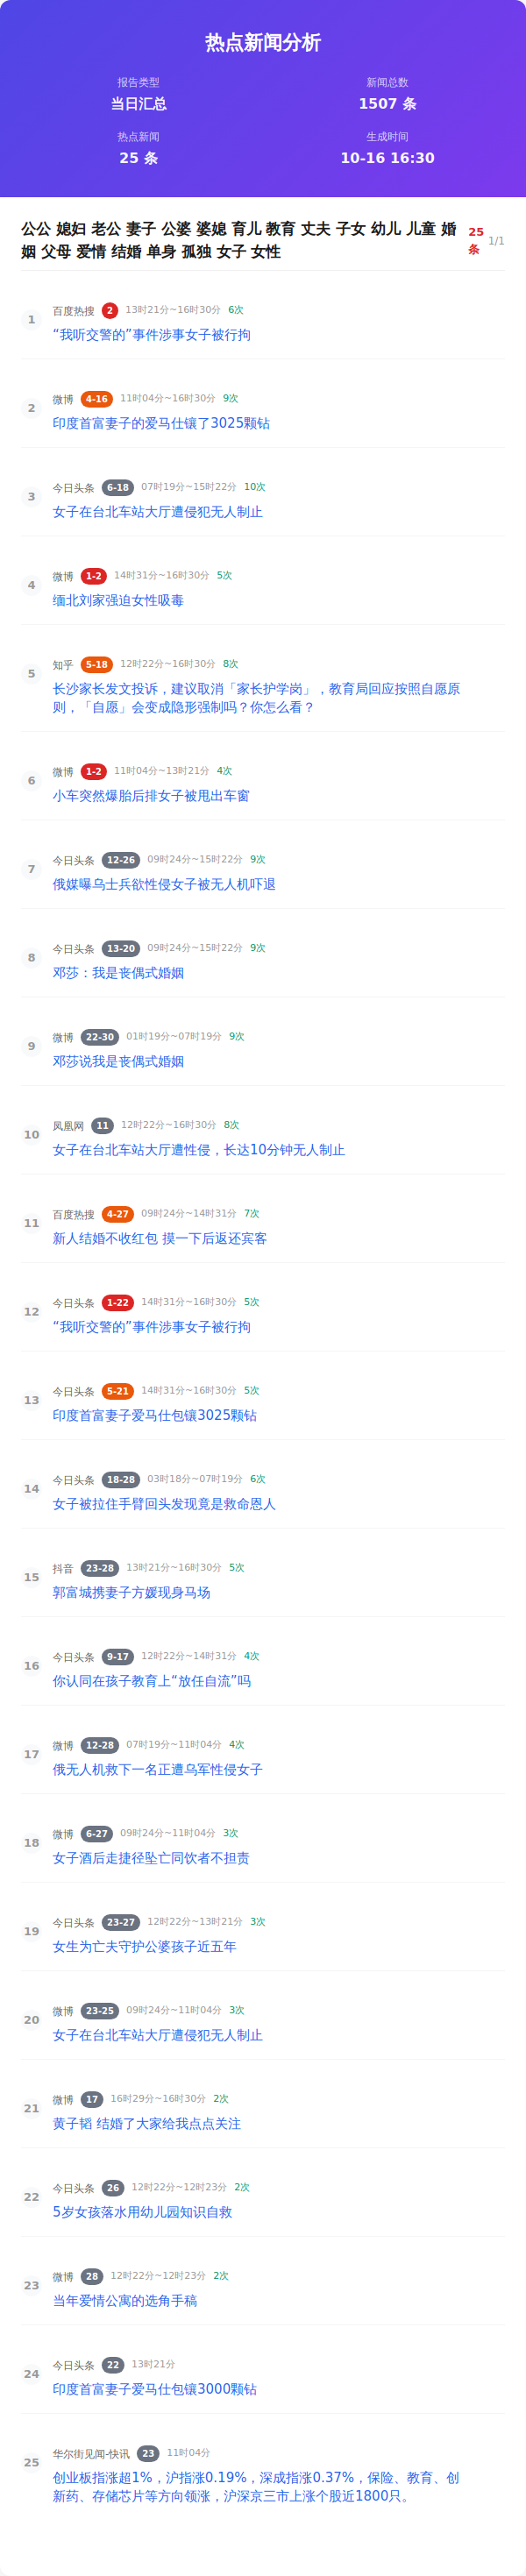 热点新闻分析
报告类型
当日汇总
新闻总数
1507 条
热点新闻
25 条
生成时间
10-16 16:30
公公 媳妇 老公 妻子 公婆 婆媳 育儿 教育 丈夫 子女 幼儿 儿童 婚
姻 父母 爱情 结婚 单身 孤独 女子 女性
25
条
1/1
1
百度热搜 2 13时21分~16时30分 6次
“我听交警的”事件涉事女子被行拘
2
微博 4-16 11时04分~16时30分 9次
印度首富妻子的爱马仕镶了3025颗钻
3
今日头条 6-18 07时19分~15时22分 10次
女子在台北车站大厅遭侵犯无人制止
4
微博 1-2 14时31分~16时30分 5次
缅北刘家强迫女性吸毒
5
知乎 5-18 12时22分~16时30分 8次
长沙家长发文投诉，建议取消「家长护学岗」，教育局回应按照自愿原
则，「自愿」会变成隐形强制吗？你怎么看？
6
微博 1-2 11时04分~13时21分 4次
小车突然爆胎后排女子被甩出车窗
7
今日头条 12-26 09时24分~15时22分 9次
俄媒曝乌士兵欲性侵女子被无人机吓退
8
今日头条 13-20 09时24分~15时22分 9次
邓莎：我是丧偶式婚姻
9
微博 22-30 01时19分~07时19分 9次
邓莎说我是丧偶式婚姻
10
凤凰网 11 12时22分~16时30分 8次
女子在台北车站大厅遭性侵，长达10分钟无人制止
11
百度热搜 4-27 09时24分~14时31分 7次
新人结婚不收红包 摸一下后返还宾客
12
今日头条 1-22 14时31分~16时30分 5次
“我听交警的”事件涉事女子被行拘
13
今日头条 5-21 14时31分~16时30分 5次
印度首富妻子爱马仕包镶3025颗钻
14
今日头条 18-28 03时18分~07时19分 6次
女子被拉住手臂回头发现竟是救命恩人
15
抖音 23-28 13时21分~16时30分 5次
郭富城携妻子方媛现身马场
16
今日头条 9-17 12时22分~14时31分 4次
你认同在孩子教育上“放任自流”吗
17
微博 12-28 07时19分~11时04分 4次
俄无人机救下一名正遭乌军性侵女子
18
微博 6-27 09时24分~11时04分 3次
女子酒后走捷径坠亡同饮者不担责
19
今日头条 23-27 12时22分~13时21分 3次
女生为亡夫守护公婆孩子近五年
20
微博 23-25 09时24分~11时04分 3次
女子在台北车站大厅遭侵犯无人制止
21
微博 17 16时29分~16时30分 2次
黄子韬 结婚了大家给我点点关注
22
今日头条 26 12时22分~12时23分 2次
5岁女孩落水用幼儿园知识自救
23
微博 28 12时22分~12时23分 2次
当年爱情公寓的选角手稿
24
今日头条 22 13时21分
印度首富妻子爱马仕包镶3000颗钻
25
华尔街见闻-快讯 23 11时04分
创业板指涨超1%，沪指涨0.19%，深成指涨0.37%，保险、教育、创
新药、存储芯片等方向领涨，沪深京三市上涨个股近1800只。